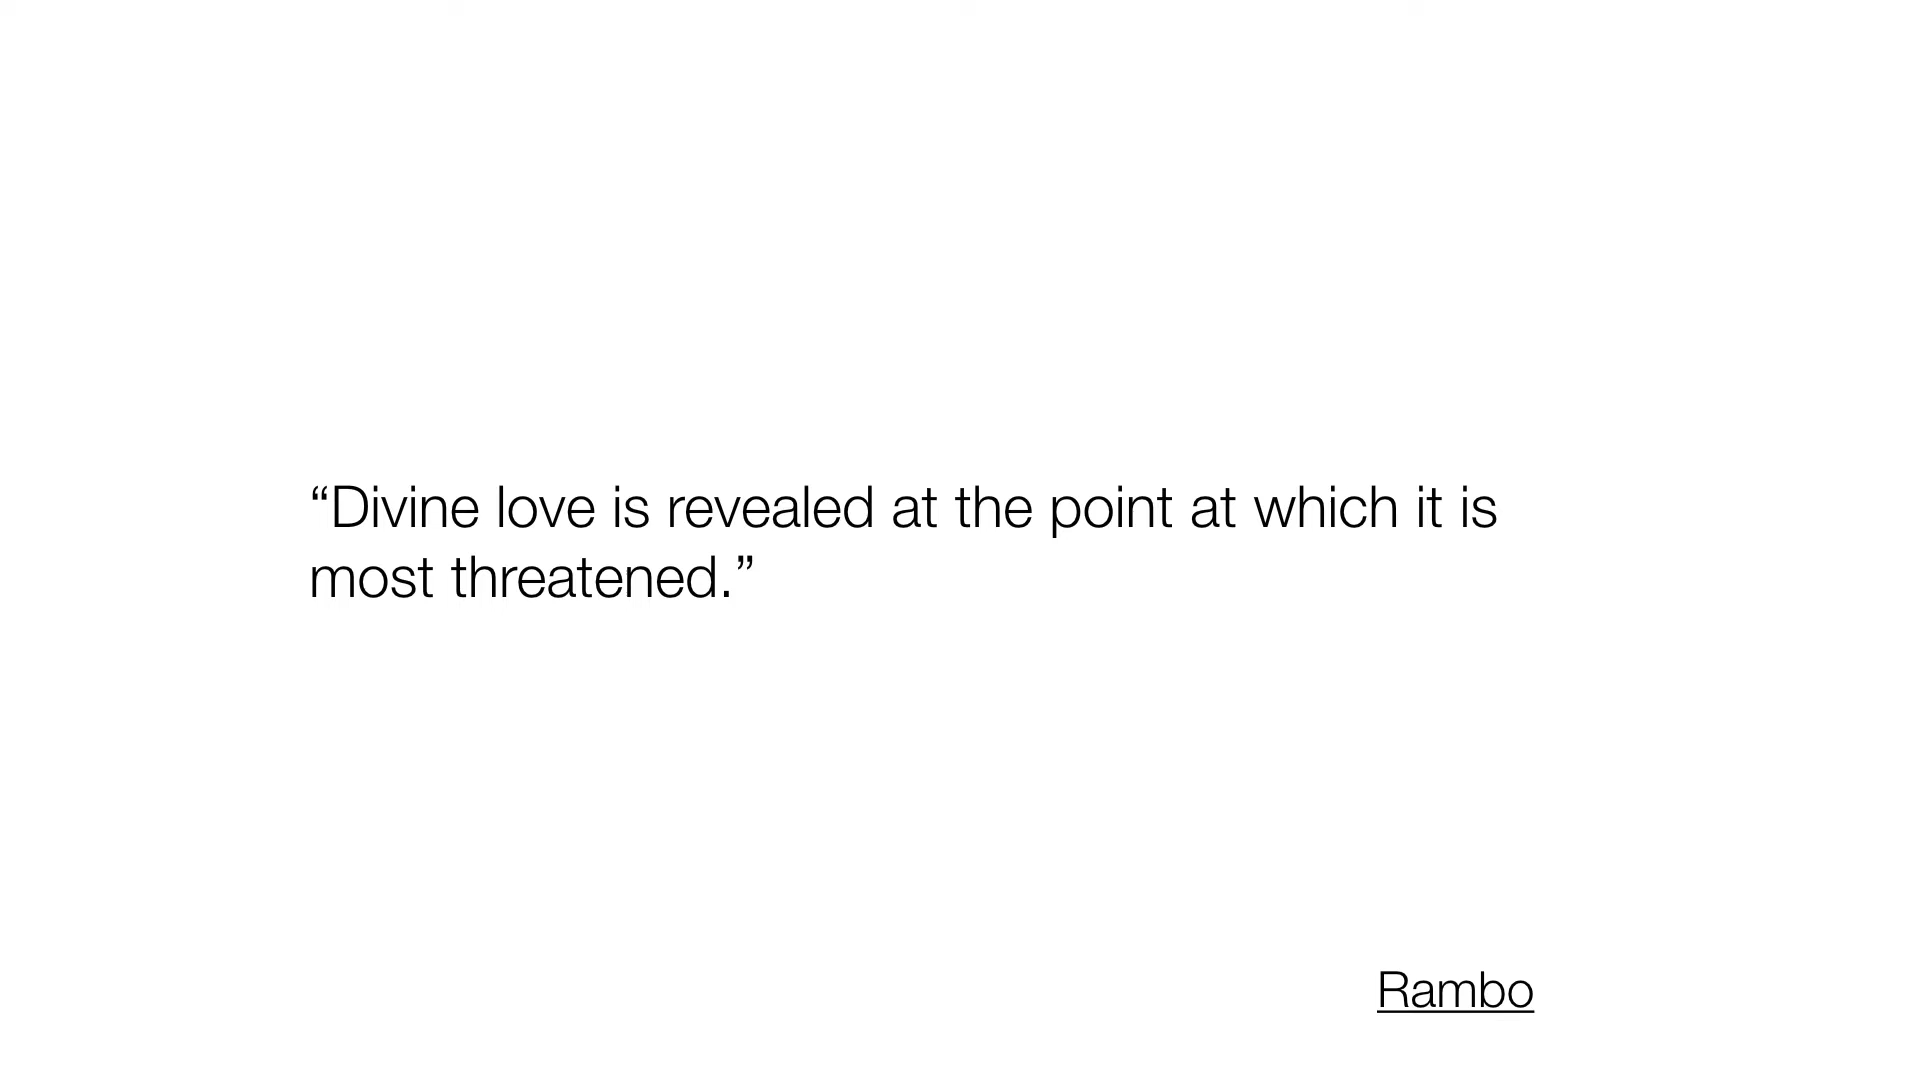 “Divine love is revealed at the point at which it is
most threatened.”
Rambo